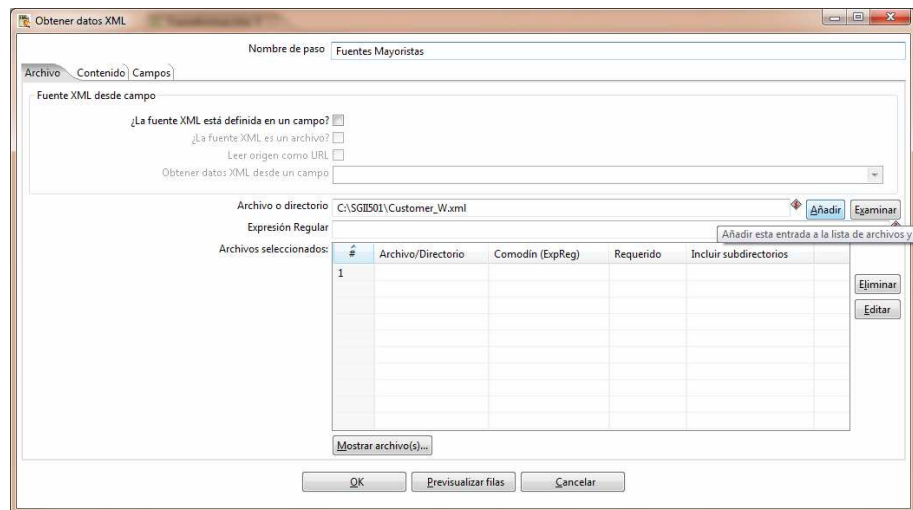 Obtener datos XML
Nombre de paso Fuentes Mayoristas
Archivo Contenido Campos
Fuente XML desde campo
¿La fuente XML está definida en un campo?
¿La fuente XML es un archivo?
Leer origen como URL
Obtener datos XML desde un campo
Archivo o directorio C:\SGII501\Customer_W.xml Añadir Examinar
Expresión Regular
Añadir esta entrada a la lista de archivos y
Archivos seleccionados: # Archivo/Directorio Comodín (ExpReg) Requerido Incluir subdirectorios
1
Eliminar
Editar
Mostrar archivo(s)...
OK Previsualizar filas Cancelar